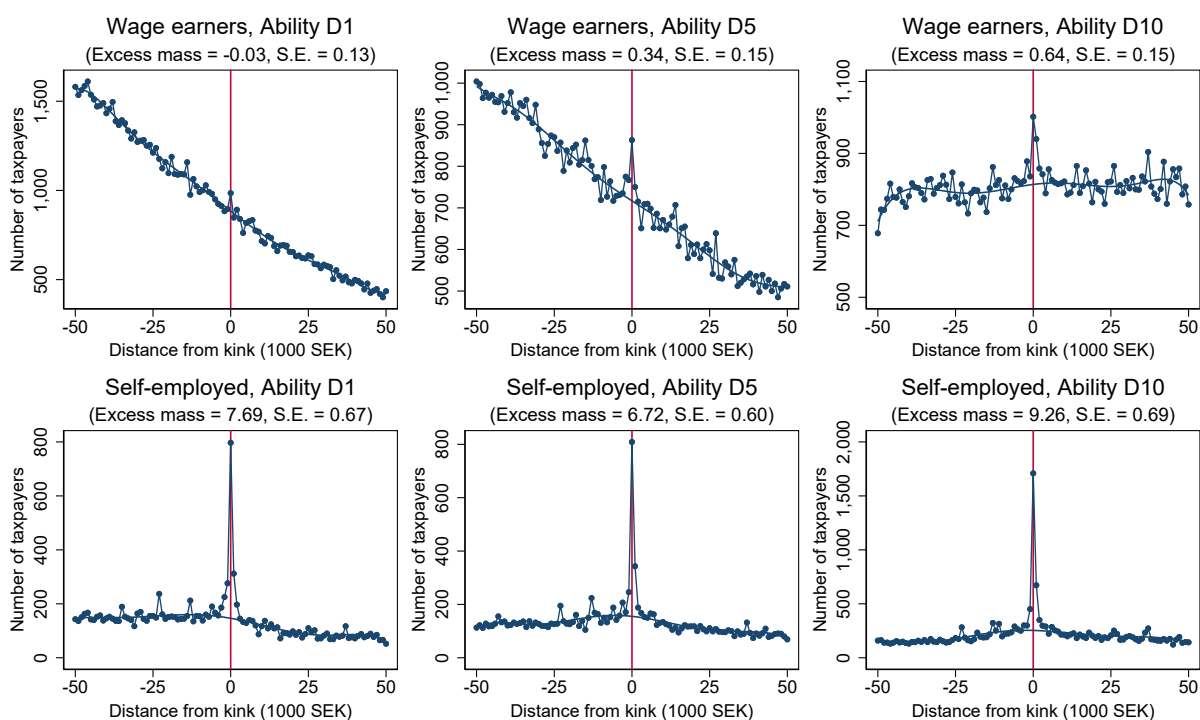 Wage earners, Ability D1
(Excess mass = -0.03, S.E. = 0.13)
Number of taxpayers
1,500
1,000
500
-50 -25 0 25 50
Distance from kink (1000 SEK)
Wage earners, Ability D5
(Excess mass = 0.34, S.E. = 0.15)
Number of taxpayers
1,000
900
800
700
600
500
-50 -25 0 25 50
Distance from kink (1000 SEK)
Wage earners, Ability D10
(Excess mass = 0.64, S.E. = 0.15)
Number of taxpayers
1,100
900
700
500
-50 -25 0 25 50
Distance from kink (1000 SEK)
Self-employed, Ability D1
(Excess mass = 7.69, S.E. = 0.67)
Number of taxpayers
800
600
400
200
0
-50 -25 0 25 50
Distance from kink (1000 SEK)
Self-employed, Ability D5
(Excess mass = 6.72, S.E. = 0.60)
Number of taxpayers
800
600
400
200
0
-50 -25 0 25 50
Distance from kink (1000 SEK)
Self-employed, Ability D10
(Excess mass = 9.26, S.E. = 0.69)
Number of taxpayers
2,000
1,500
1,000
500
0
-50 -25 0 25 50
Distance from kink (1000 SEK)